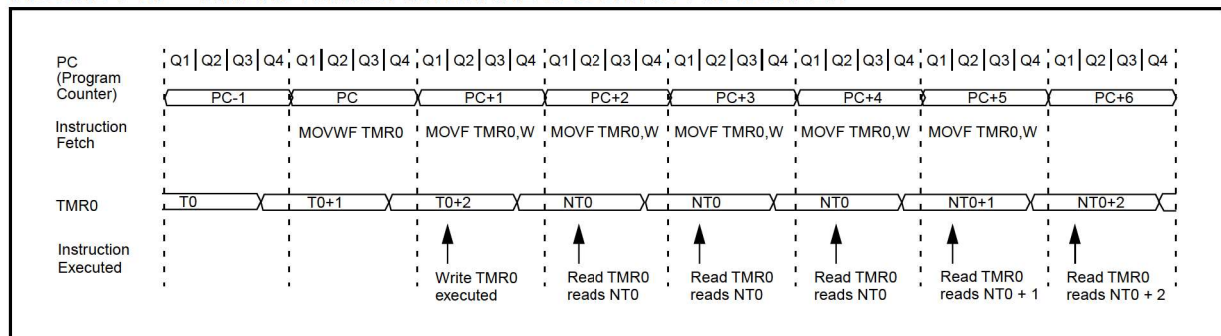 PC
(Program
Counter)
Q1 Q2 Q3 Q4 Q1 Q2 Q3 Q4 Q1 Q2 Q3 Q4 Q1 Q2 Q3 Q4 Q1 Q2 Q3 Q4 Q1 Q2 Q3 Q4 Q1 Q2 Q3 Q4 Q1 Q2 Q3 Q4
PC-1 PC PC+1 PC+2 PC+3 PC+4 PC+5 PC+6
Instruction
Fetch
MOVWF TMR0 MOVF TMR0,W MOVF TMR0,W MOVF TMR0,W MOVF TMR0,W MOVF TMR0,W
TMR0
T0 T0+1 T0+2 NT0 NT0 NT0 NT0+1 NT0+2
Instruction
Executed
Write TMR0
executed
Read TMR0
reads NT0
Read TMR0
reads NT0
Read TMR0
reads NT0
Read TMR0
reads NT0 + 1
Read TMR0
reads NT0 + 2